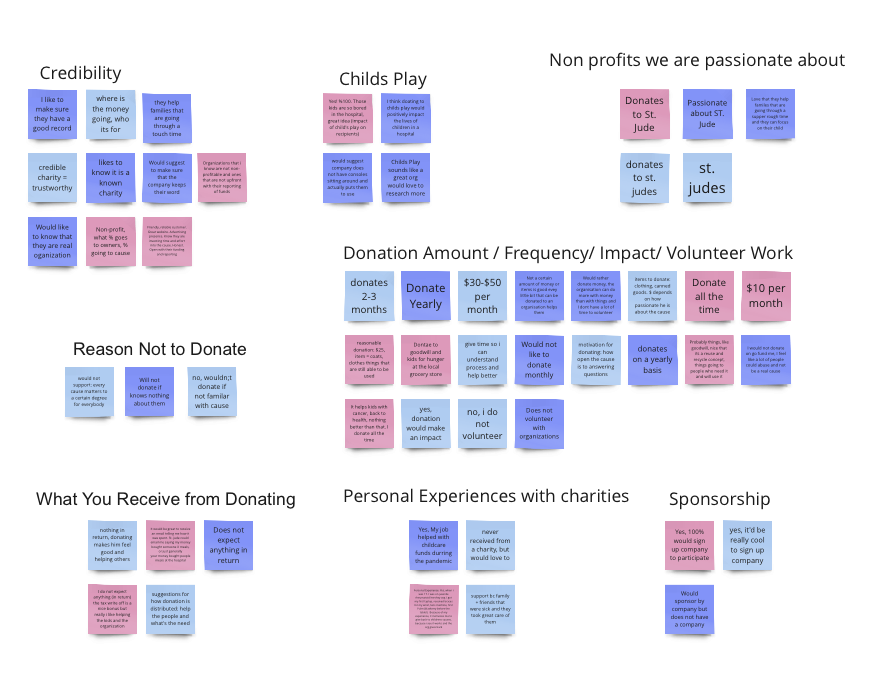 Non profits we are passionate about
Credibility
Childs Play
I like to
make sure
they have a
good record
where is
the money
going, who
its for
they help
families that
are going
through a
touch time
credible
charity =
trustworthy
likes to
know it is a
known
charity
Would suggest
to make sure
that the
company keeps
their word
Organizations that i
know are not non-
profitable and ones
that are not upfront
with their reporting
of funds
Would like
to know that
they are real
oganization
Non-profit,
what % goes
to owners, %
going to cause
Yes! %100. Those
kids are so bored
in the hospital,
great idea (impact
of child's play on
recipients)
I think doating to
childs play would
positively impact
the lives of
children in a
hospital
would suggest
company does
not have consoles
sitting around and
actually puts them
to use
Childs Play
sounds like a
great org
would love to
research more
Donates
to St.
Jude
Passionate
about ST.
Jude
Love that they help
families that are
going through a
supper rough time
and they can focus
on their child
donates
to st.
judes
st.
judes
Donation Amount / Frequency/ Impact/ Volunteer Work
donates
2-3
months
Donate
Yearly
$30-$50
per
month
Not a certain
amount of money or
items is good evey
little bit that can be
donated to an
organization helps
them
Would rather
donate money, the
organization can do
more with money
than with things and
i dont have a lot of
time to volunteer
items to donate:
clothing, canned
goods. $ depends
on how
passionate he is
about the cause
Donate
all the
time
$10 per
month
reasonable
donation: $25,
itmes = coats,
clothes things that
are still able to be
used
Dontae to
goodwill and
kids for hunger
at the local
grocery store
give time so i
can
understand
process and
help better
Would not
like to
donate
monthly
motivation for
donating: how
open the cause
is to answering
questions
donates
on a yearly
basis
Probably things, like
goodwill, nice that
it's a reuse and
recycle concept,
things going to
people who need it
and will use it
I would not donate
on go fund me, I feel
like a lot of people
could abuse and not
be a real cause
It helps kids with
cancer, back to
health, nothing
better than that. I
donate all the
time
yes,
donation
would make
an impact
no, i do
not
volunteer
Does not
volunteer
with
organizations
Reason Not to Donate
would not
support: every
cause matters to
a certain degree
for everybody
Will not
donate if
knows nothing
about them
no, wouldn;t
donate if
not familar
with cause
What You Receive from Donating
nothing in
return, donating
makes him feel
good and
helping others
Does not
expect
anything in
return
I do not expect
anything (in return)
the tax write off is a
nice bonus but
really i like helping
the kids and the
organization
suggestions for
how donation is
distributed: help
the people and
what's the need
Personal Experiences with charities
Yes, My job
helped with
childcare
funds durring
the pandemic
never
received from
a charity, but
would love to
support its family
+ friends that
were sick and they
took great care of
them
Sponsorship
Yes, 100%
would sign
up company
to participate
yes, it'd be
really cool
to sign up
company
Would
sponsor by
company but
does not have
a company